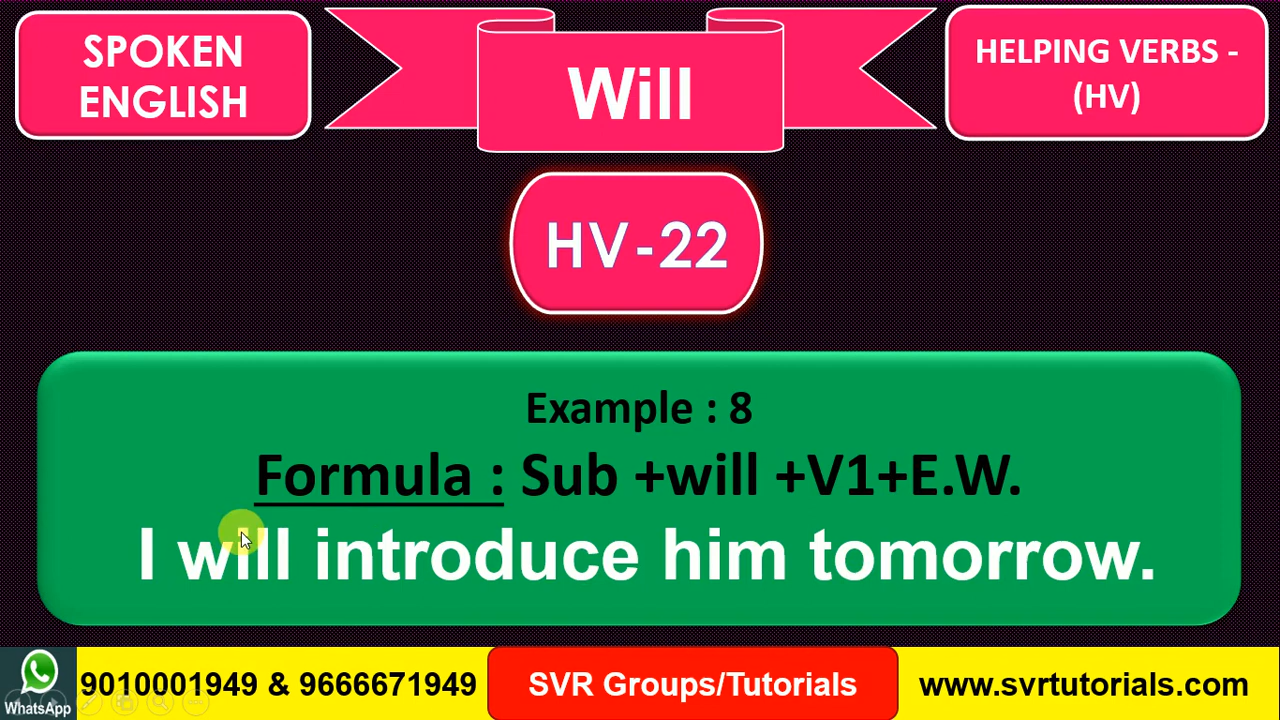 SPOKEN
ENGLISH
Will
HELPING VERBS -
(HV)
HV-22
Example : 8
Formula : Sub +will +V1+E.W.
I will introduce him tomorrow.
WhatsApp
9010001949 & 9666671949
SVR Groups/Tutorials
www.svrtutorials.com